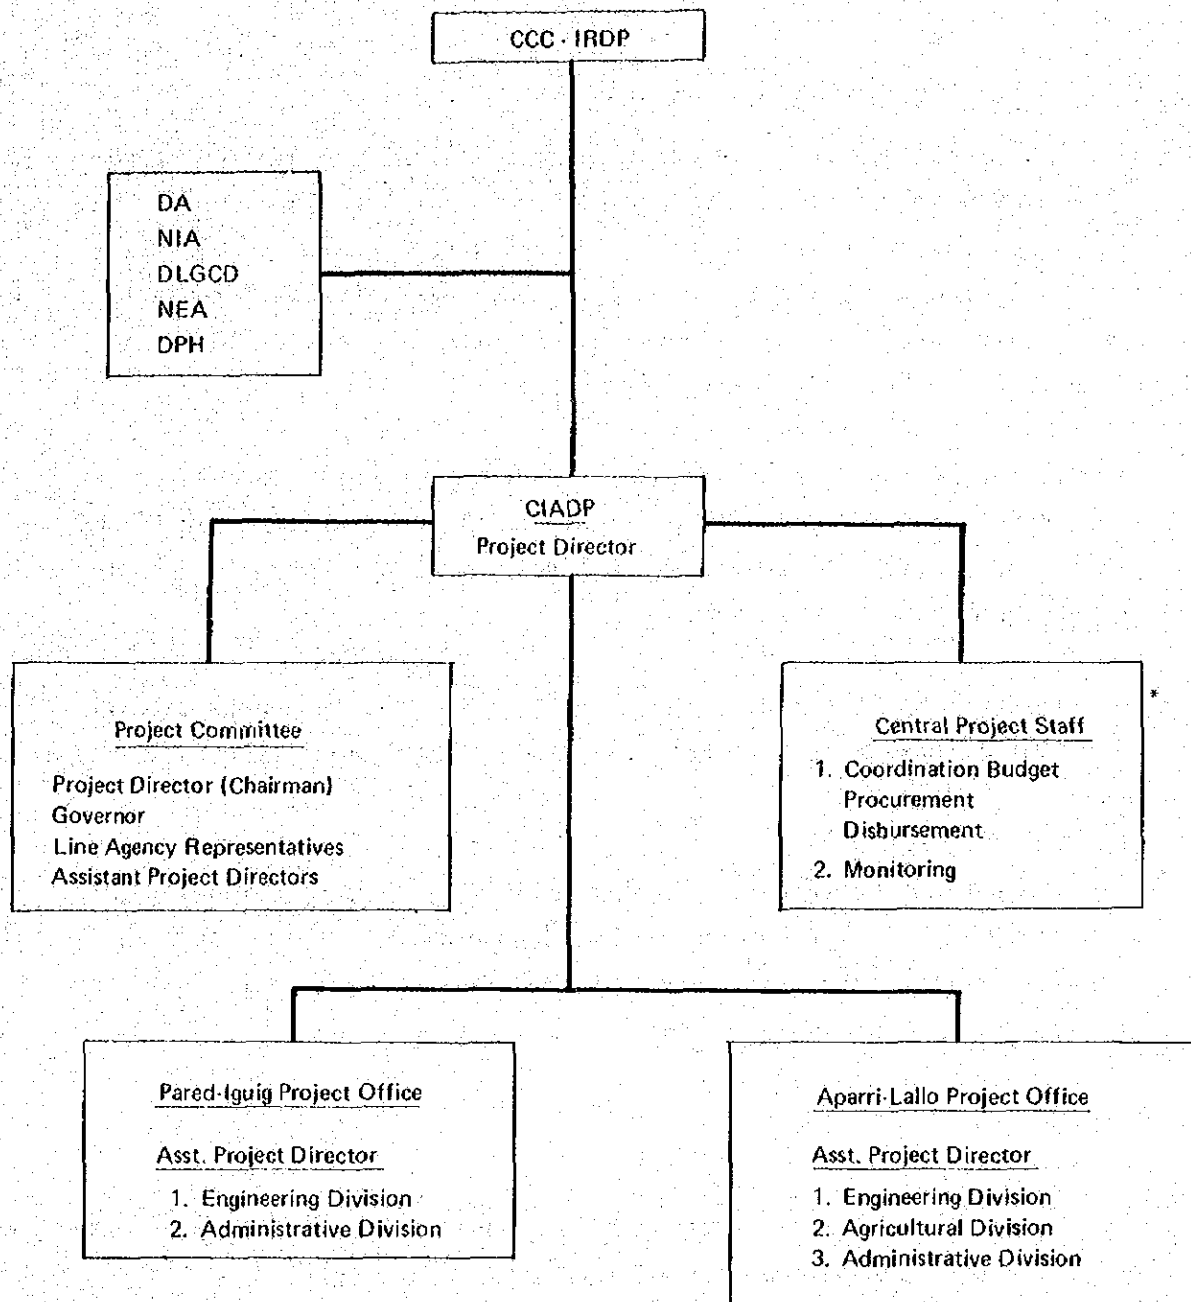 CCC - IRDP
DA
NIA
DLGCD
NEA
DPH
CIADP
Project Director
Project Committee
Project Director (Chairman)
Governor
Line Agency Representatives
Assistant Project Directors
*
Central Project Staff
1. Coordination Budget
Procurement
Disbursement
2. Monitoring
Pared-Iguig Project Office
Asst. Project Director
1. Engineering Division
2. Administrative Division
Aparri-Lallo Project Office
Asst. Project Director
1. Engineering Division
2. Agricultural Division
3. Administrative Division